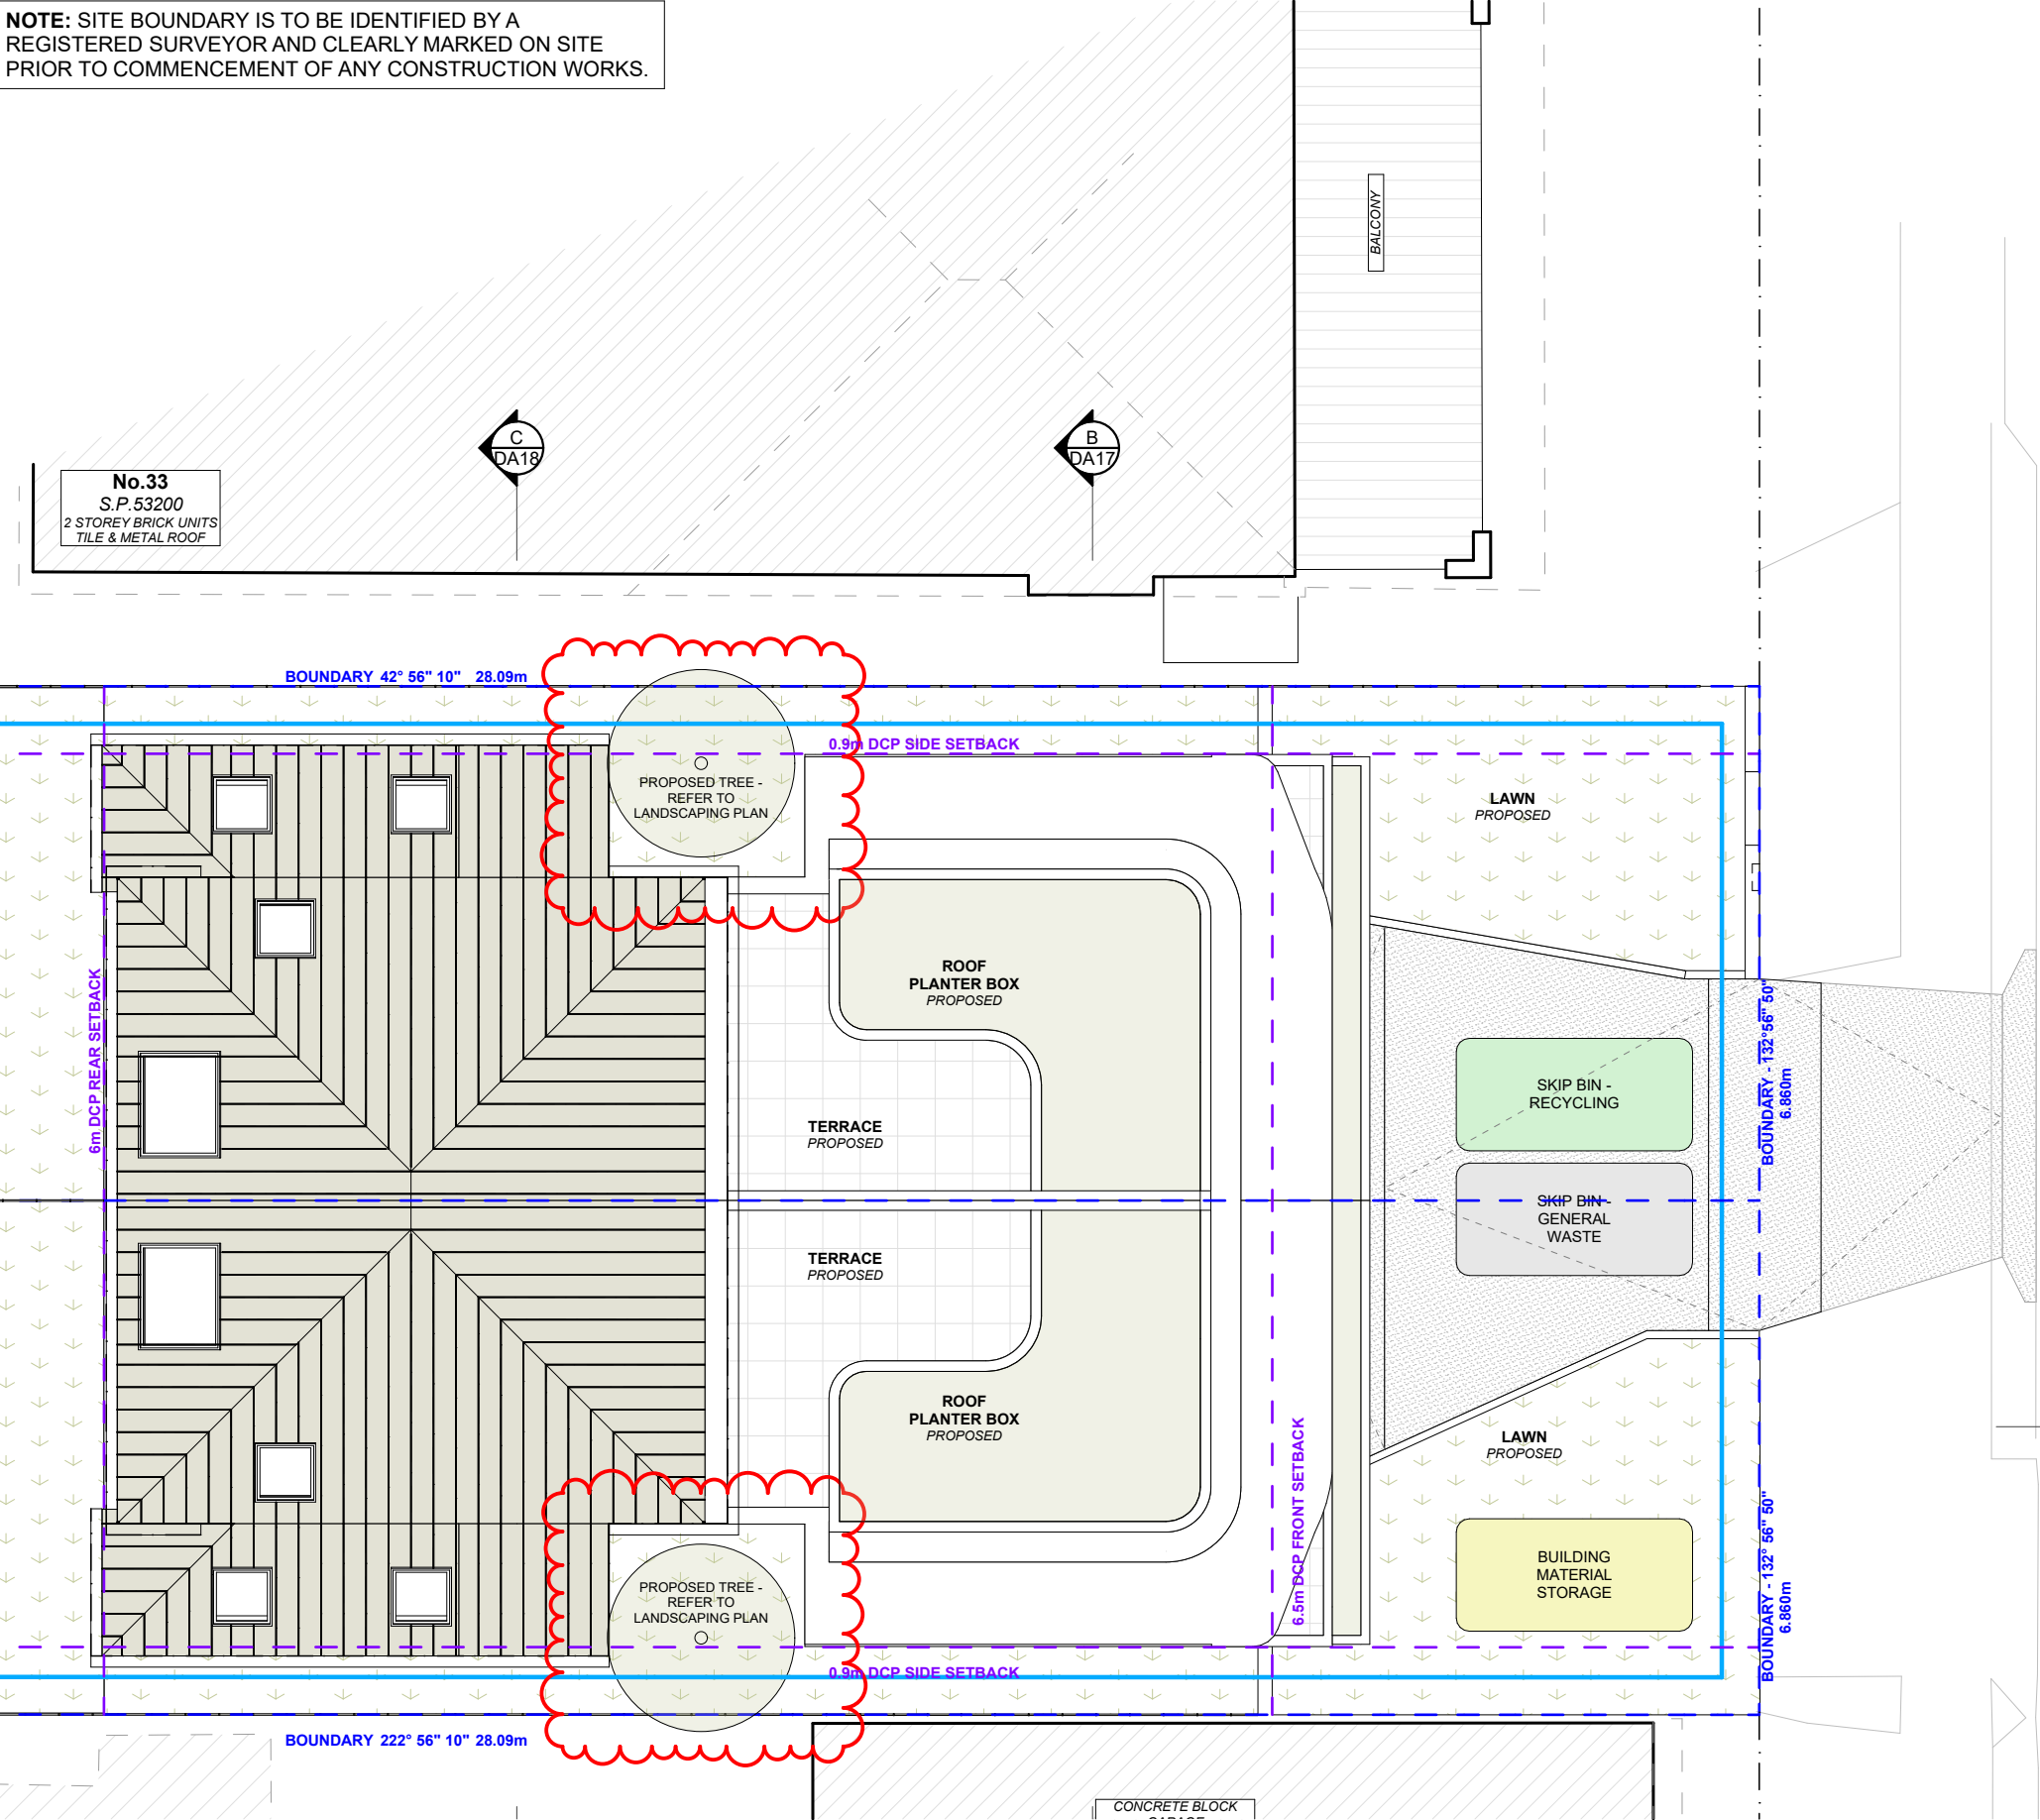 NOTE: SITE BOUNDARY IS TO BE IDENTIFIED BY A
REGISTERED SURVEYOR AND CLEARLY MARKED ON SITE
PRIOR TO COMMENCEMENT OF ANY CONSTRUCTION WORKS.
BALCONY
C
DA18
B
DA17
No.33
S.P.53200
2 STOREY BRICK UNITS
TILE & METAL ROOF
BOUNDARY 42° 56" 10" 28.09m
0.9m DCP SIDE SETBACK
PROPOSED TREE -
REFER TO
LANDSCAPING PLAN
LAWN
PROPOSED
6m DCP REAR SETBACK
ROOF
PLANTER BOX
PROPOSED
SKIP BIN -
RECYCLING
BOUNDARY - 132°56" 50"
6.860m
TERRACE
PROPOSED
SKIP BIN -
GENERAL
WASTE
TERRACE
PROPOSED
ROOF
PLANTER BOX
PROPOSED
6.5m DCP FRONT SETBACK
LAWN
PROPOSED
BUILDING
MATERIAL
STORAGE
BOUNDARY - 132° 56" 50"
6.860m
PROPOSED TREE -
REFER TO
LANDSCAPING PLAN
0.9m DCP SIDE SETBACK
BOUNDARY 222° 56" 10" 28.09m
CONCRETE BLOCK